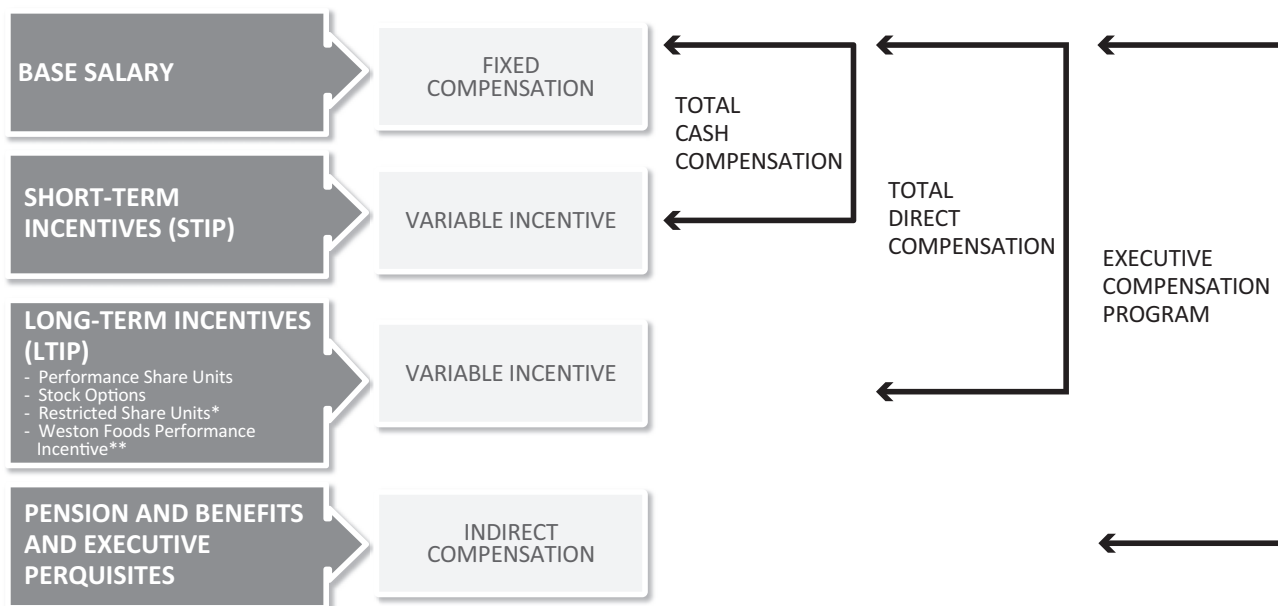 BASE SALARY
FIXED
COMPENSATION
SHORT-TERM
INCENTIVES (STIP)
VARIABLE INCENTIVE
LONG-TERM INCENTIVES
(LTIP)
- Performance Share Units
- Stock Options
- Restricted Share Units*
- Weston Foods Performance
Incentive**
VARIABLE INCENTIVE
PENSION AND BENEFITS
AND EXECUTIVE
PERQUISITES
INDIRECT
COMPENSATION
TOTAL
CASH
COMPENSATION
TOTAL
DIRECT
COMPENSATION
EXECUTIVE
COMPENSATION
PROGRAM